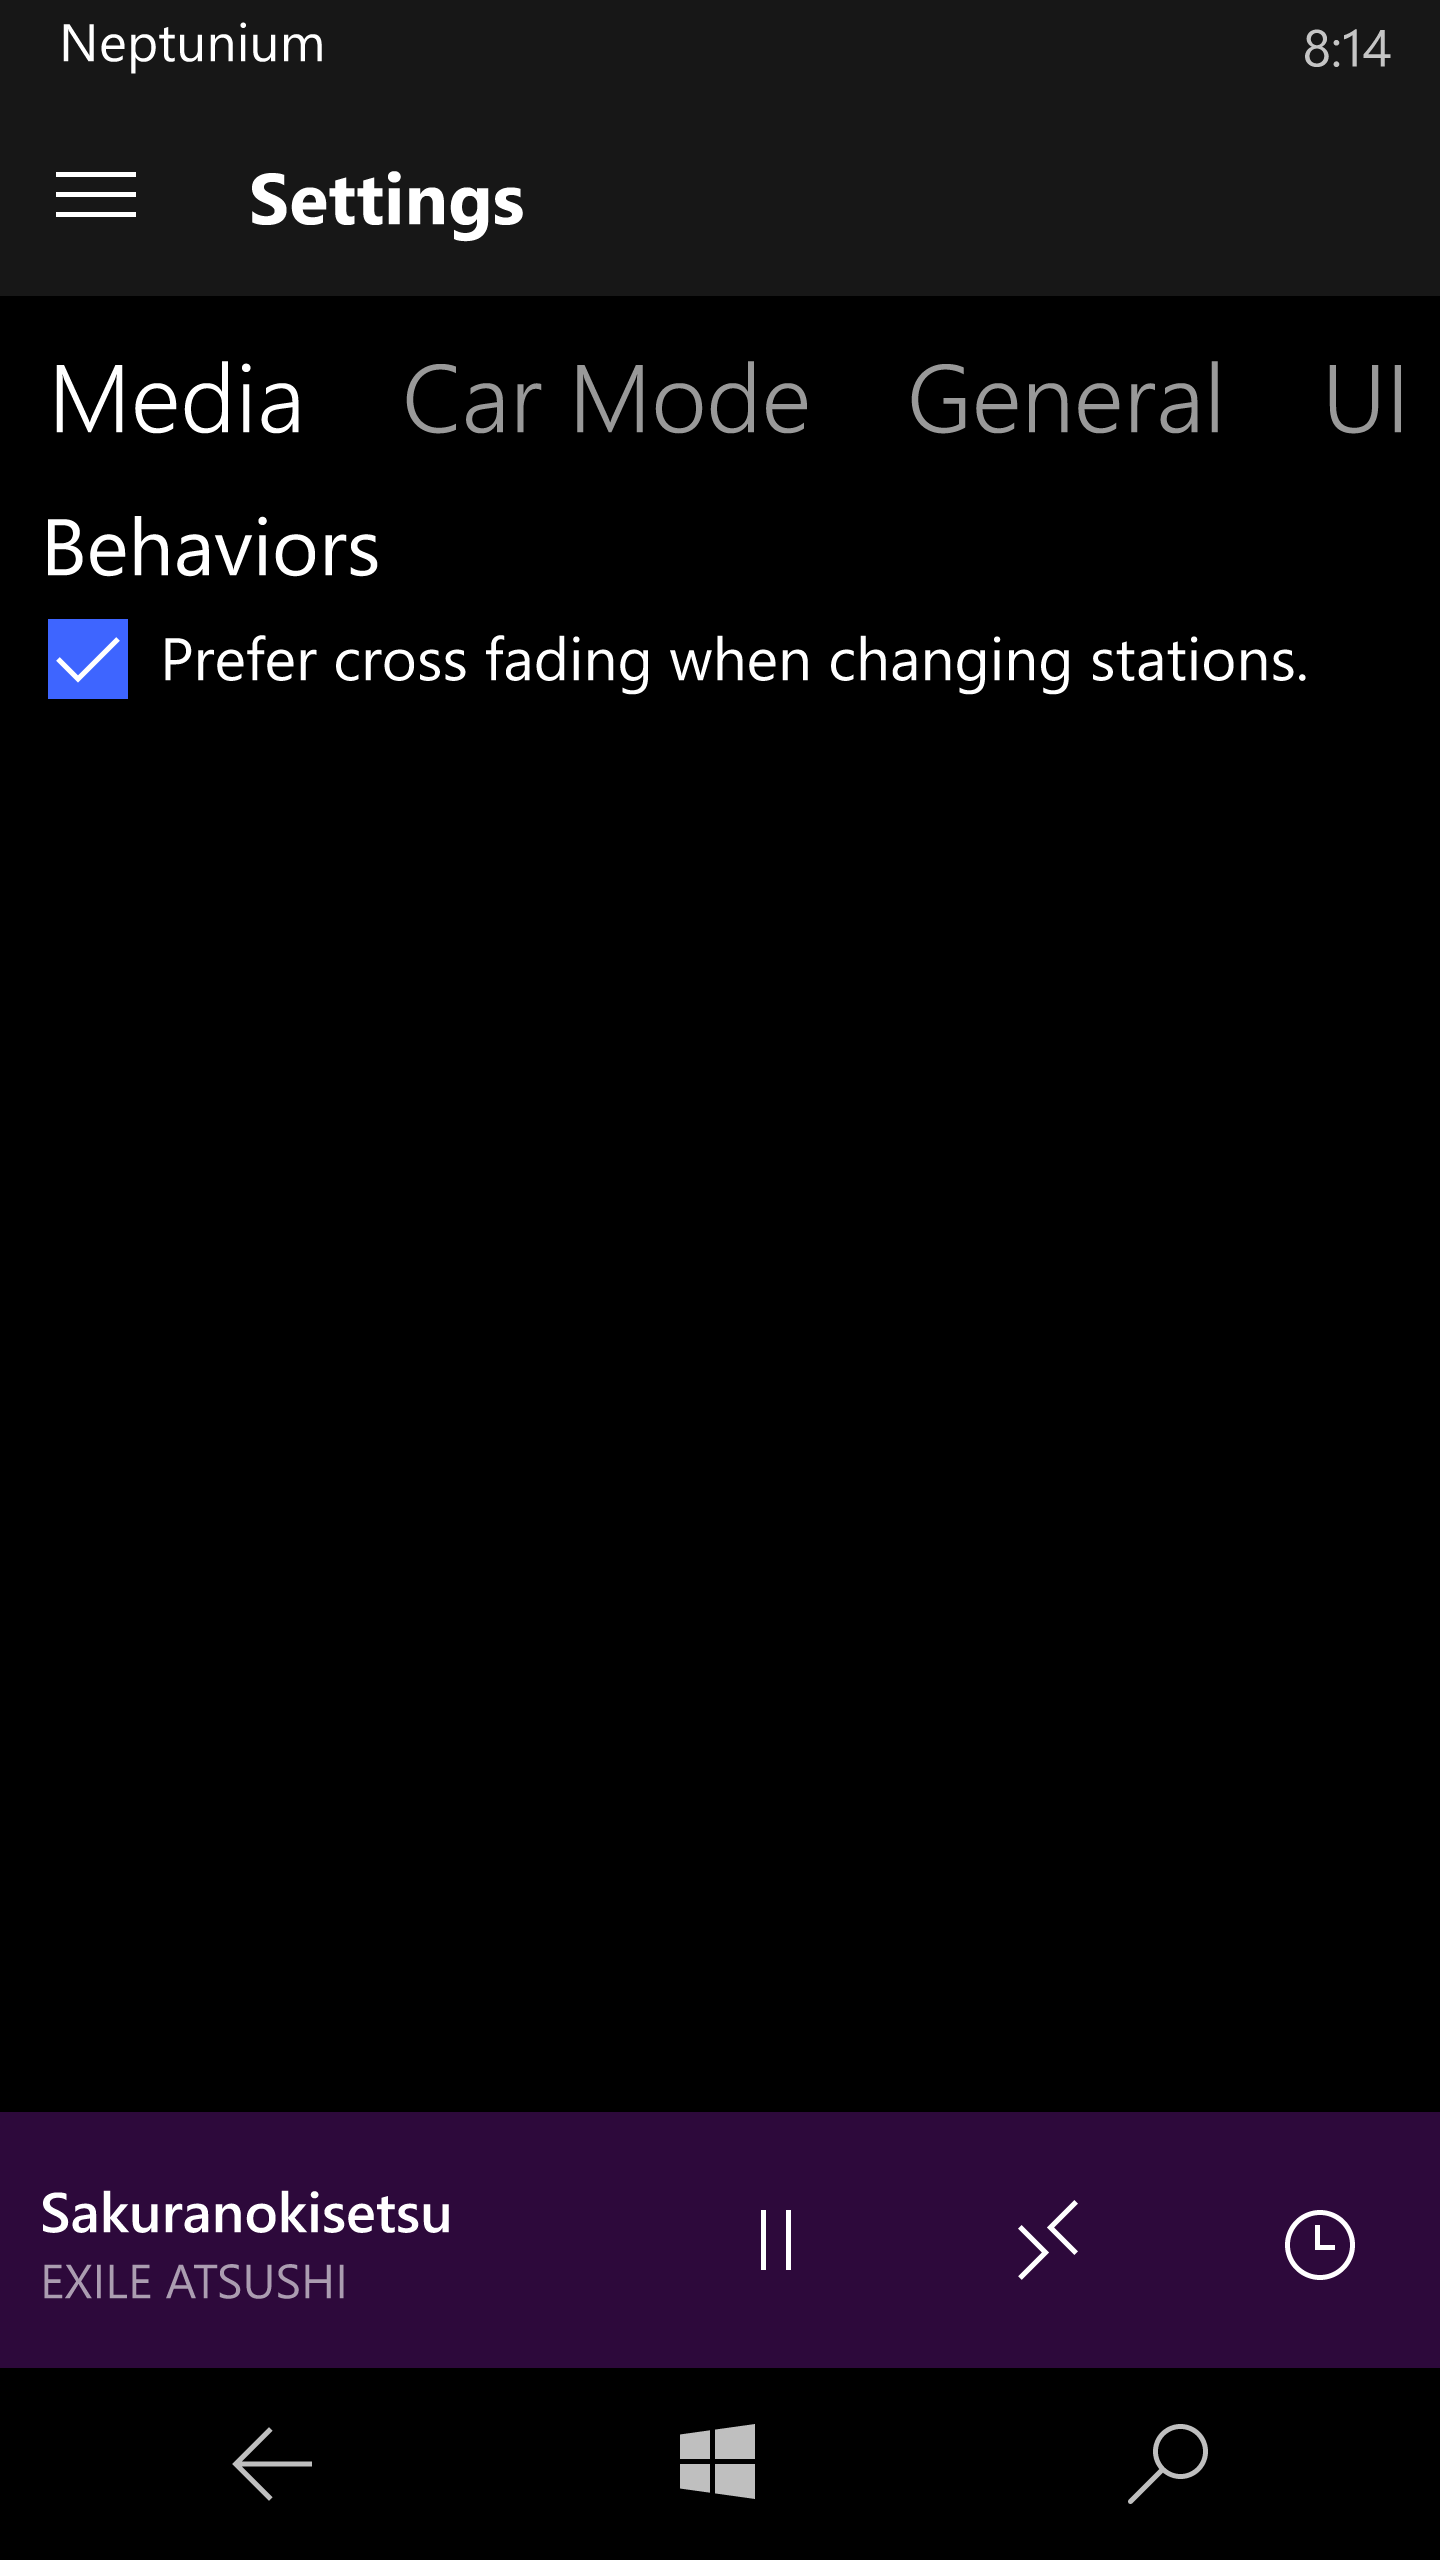 Neptunium
8:14
Settings
Media Car Mode General UI
Behaviors
Prefer cross fading when changing stations.
Sakuranokisetsu
EXILE ATSUSHI